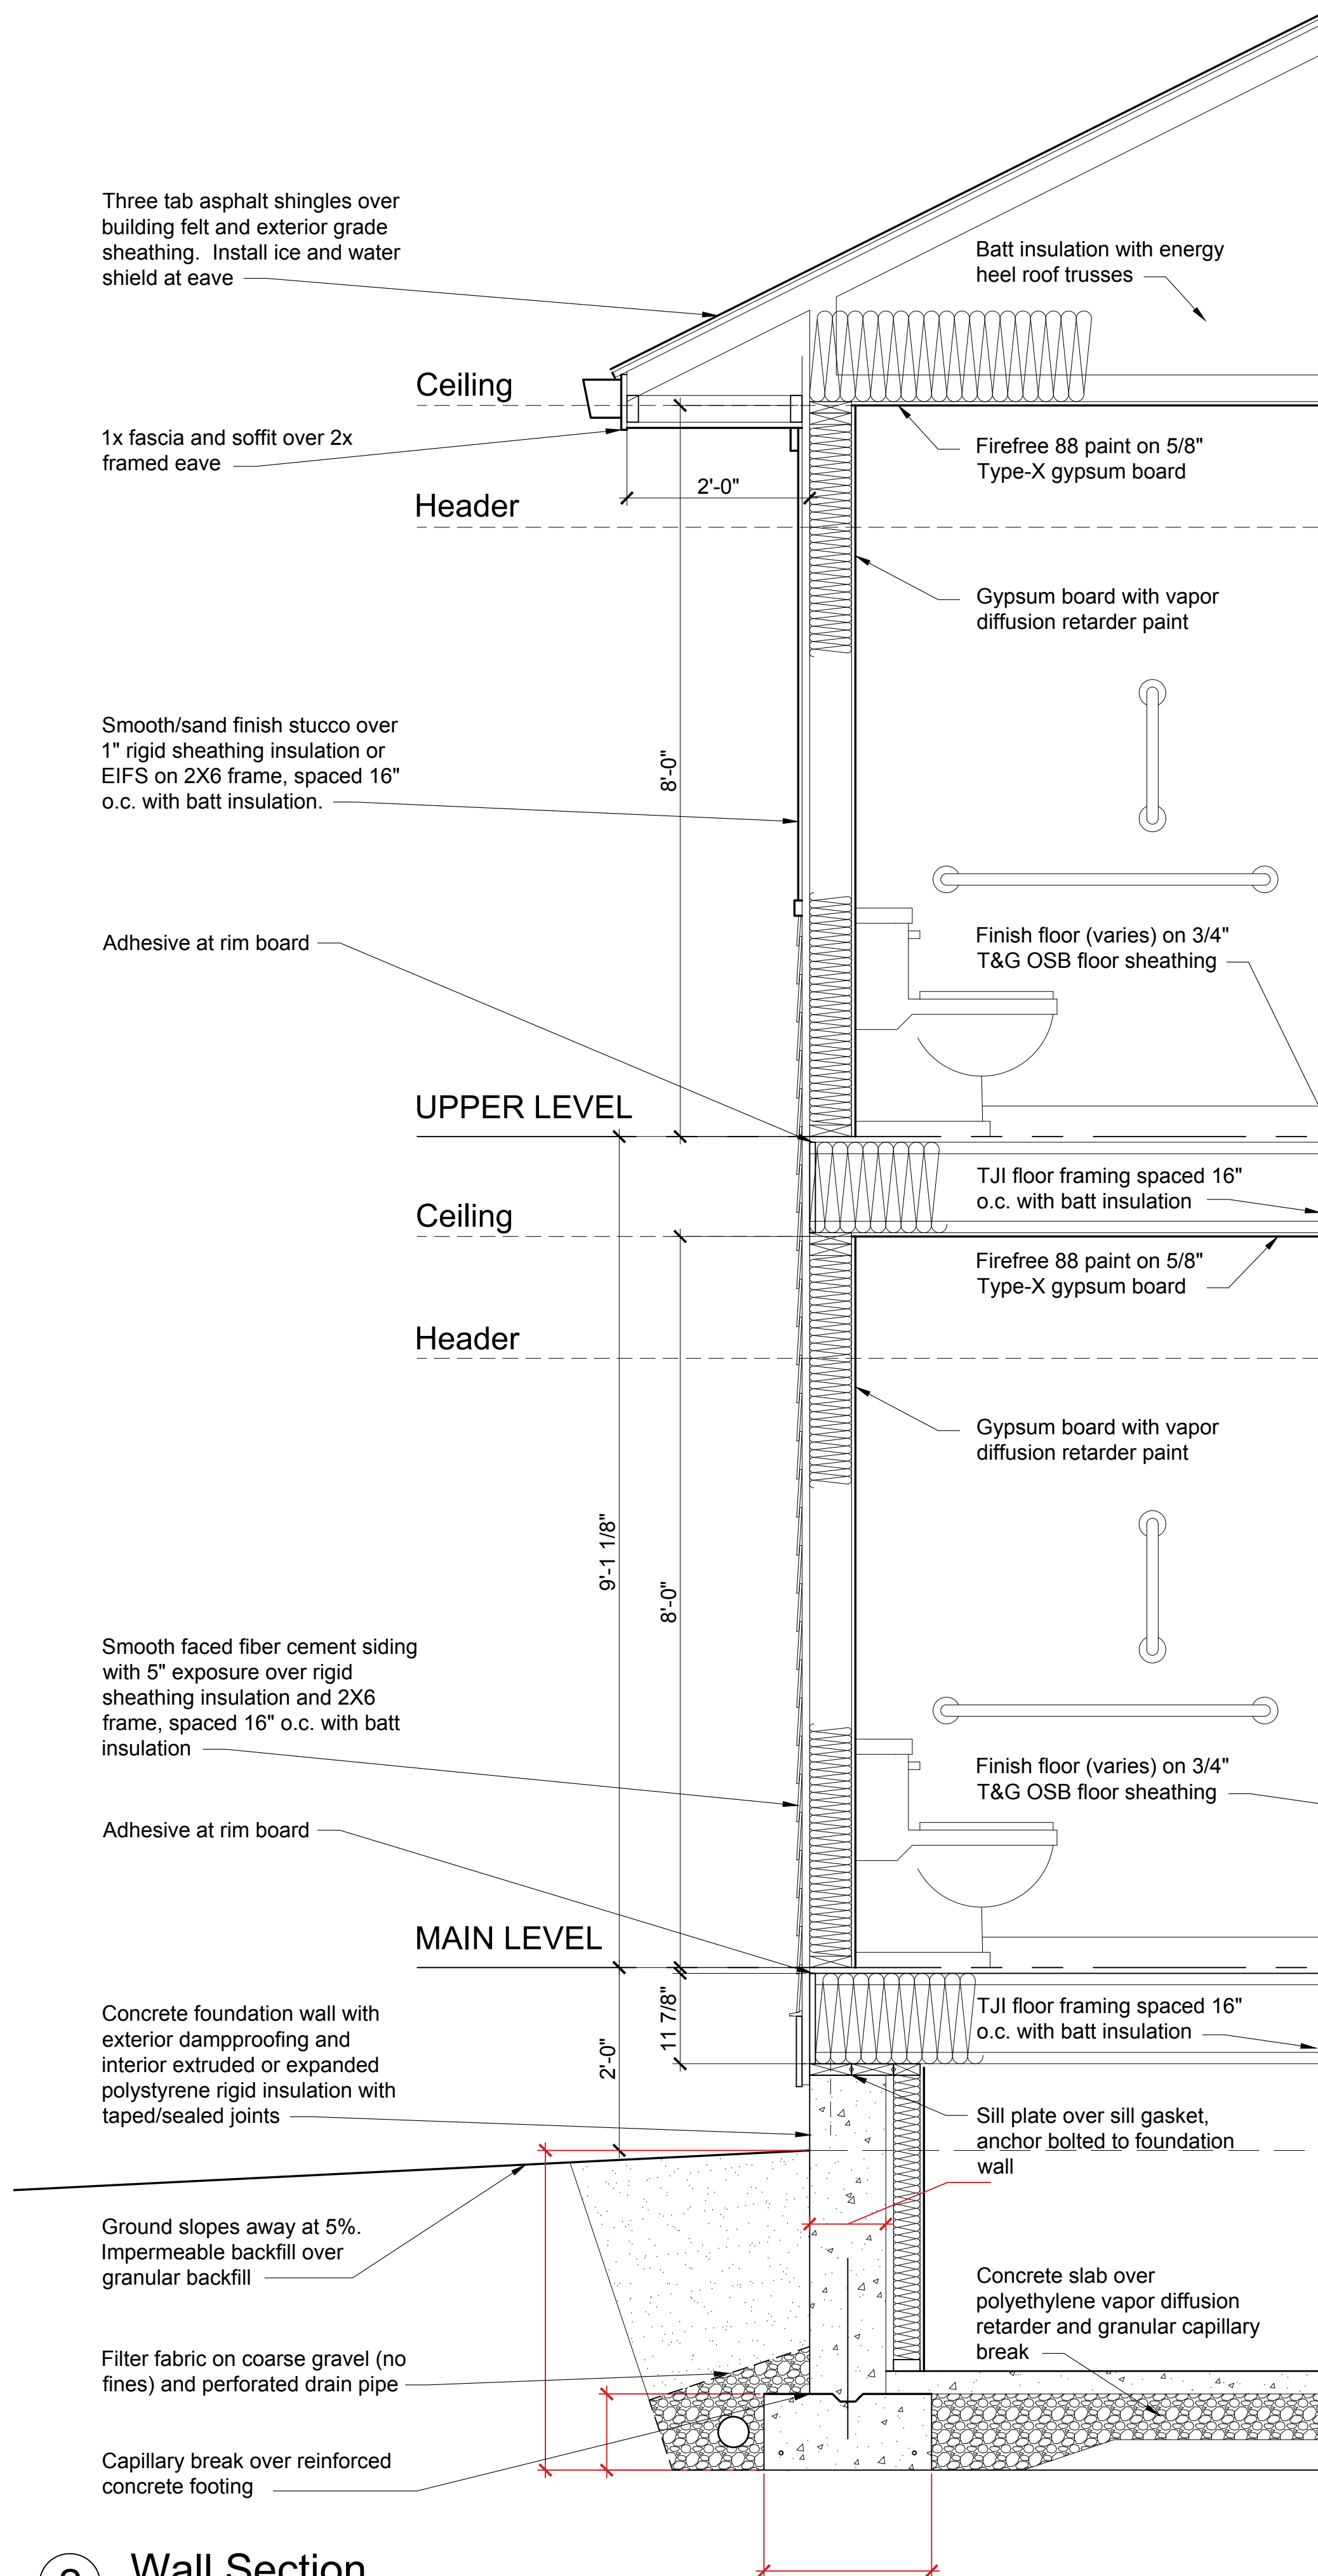 Three tab asphalt shingles over
building felt and exterior grade
sheathing.  Install ice and water
shield at eave
Batt insulation with energy
heel roof trusses
Ceiling
1x fascia and soffit over 2x
framed eave
Firefree 88 paint on 5/8"
Type-X gypsum board
2'-0"
Header
Gypsum board with vapor
diffusion retarder paint
Smooth/sand finish stucco over
1" rigid sheathing insulation or
EIFS on 2X6 frame, spaced 16"
o.c. with batt insulation.
8'-0"
Adhesive at rim board
Finish floor (varies) on 3/4"
T&G OSB floor sheathing
UPPER LEVEL
TJI floor framing spaced 16"
o.c. with batt insulation
Ceiling
Firefree 88 paint on 5/8"
Type-X gypsum board
Header
Gypsum board with vapor
diffusion retarder paint
9'-1 1/8"
8'-0"
Smooth faced fiber cement siding
with 5" exposure over rigid
sheathing insulation and 2X6
frame, spaced 16" o.c. with batt
insulation
Finish floor (varies) on 3/4"
T&G OSB floor sheathing
Adhesive at rim board
MAIN LEVEL
TJI floor framing spaced 16"
o.c. with batt insulation
11 7/8"
2'-0"
Concrete foundation wall with
exterior dampproofing and
interior extruded or expanded
polystyrene rigid insulation with
taped/sealed joints
Sill plate over sill gasket,
anchor bolted to foundation
wall
Ground slopes away at 5%.
Impermeable backfill over
granular backfill
Concrete slab over
polyethylene vapor diffusion
retarder and granular capillary
break
Filter fabric on coarse gravel (no
fines) and perforated drain pipe
Capillary break over reinforced
concrete footing
Wall Section